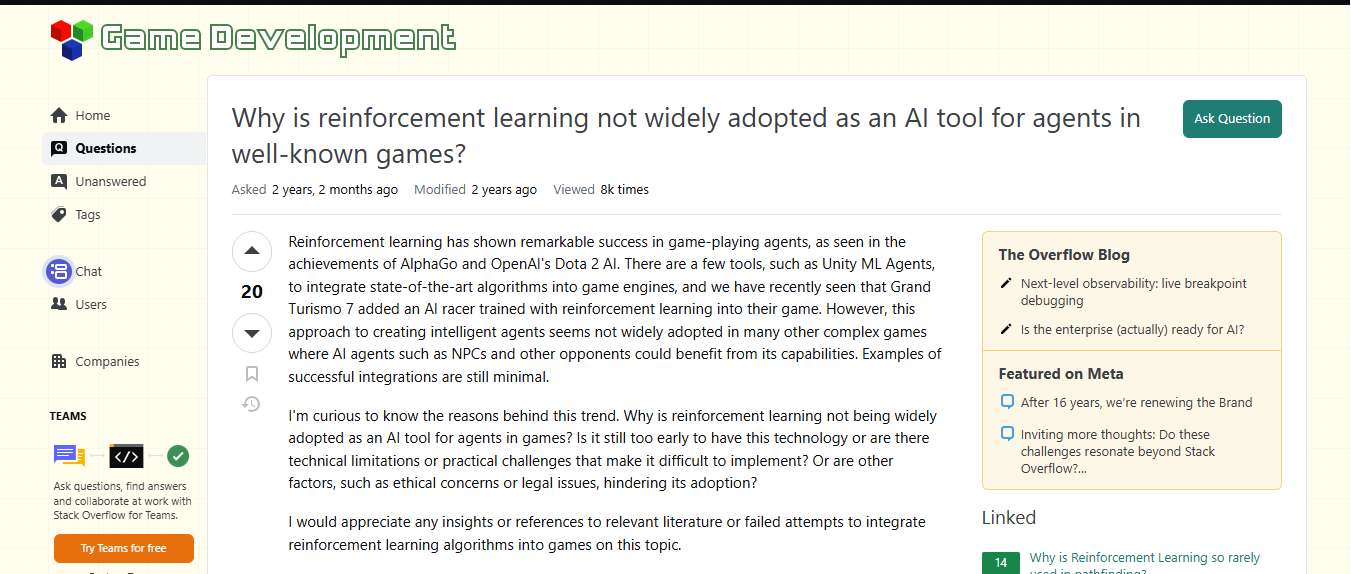 Game Development
Home
Questions
Unanswered
Tags
Chat
Users
Companies
TEAMS
Ask questions, find answers
and collaborate at work with
Stack Overflow for Teams.
Try Teams for free
Why is reinforcement learning not widely adopted as an AI tool for agents in
well-known games?
Ask Question
Asked 2 years, 2 months ago Modified 2 years ago Viewed 8k times
20
Reinforcement learning has shown remarkable success in game-playing agents, as seen in the
achievements of AlphaGo and OpenAI's Dota 2 AI. There are a few tools, such as Unity ML Agents,
to integrate state-of-the-art algorithms into game engines, and we have recently seen that Grand
Turismo 7 added an AI racer trained with reinforcement learning into their game. However, this
approach to creating intelligent agents seems not widely adopted in many other complex games
where AI agents such as NPCs and other opponents could benefit from its capabilities. Examples of
successful integrations are still minimal.
I'm curious to know the reasons behind this trend. Why is reinforcement learning not being widely
adopted as an AI tool for agents in games? Is it still too early to have this technology or are there
technical limitations or practical challenges that make it difficult to implement? Or are other
factors, such as ethical concerns or legal issues, hindering its adoption?
I would appreciate any insights or references to relevant literature or failed attempts to integrate
reinforcement learning algorithms into games on this topic.
The Overflow Blog
Next-level observability: live breakpoint
debugging
Is the enterprise (actually) ready for AI?
Featured on Meta
After 16 years, we're renewing the Brand
Inviting more thoughts: Do these
challenges resonate beyond Stack
Overflow?...
Linked
14
Why is Reinforcement Learning so rarely
used in pathfinding?